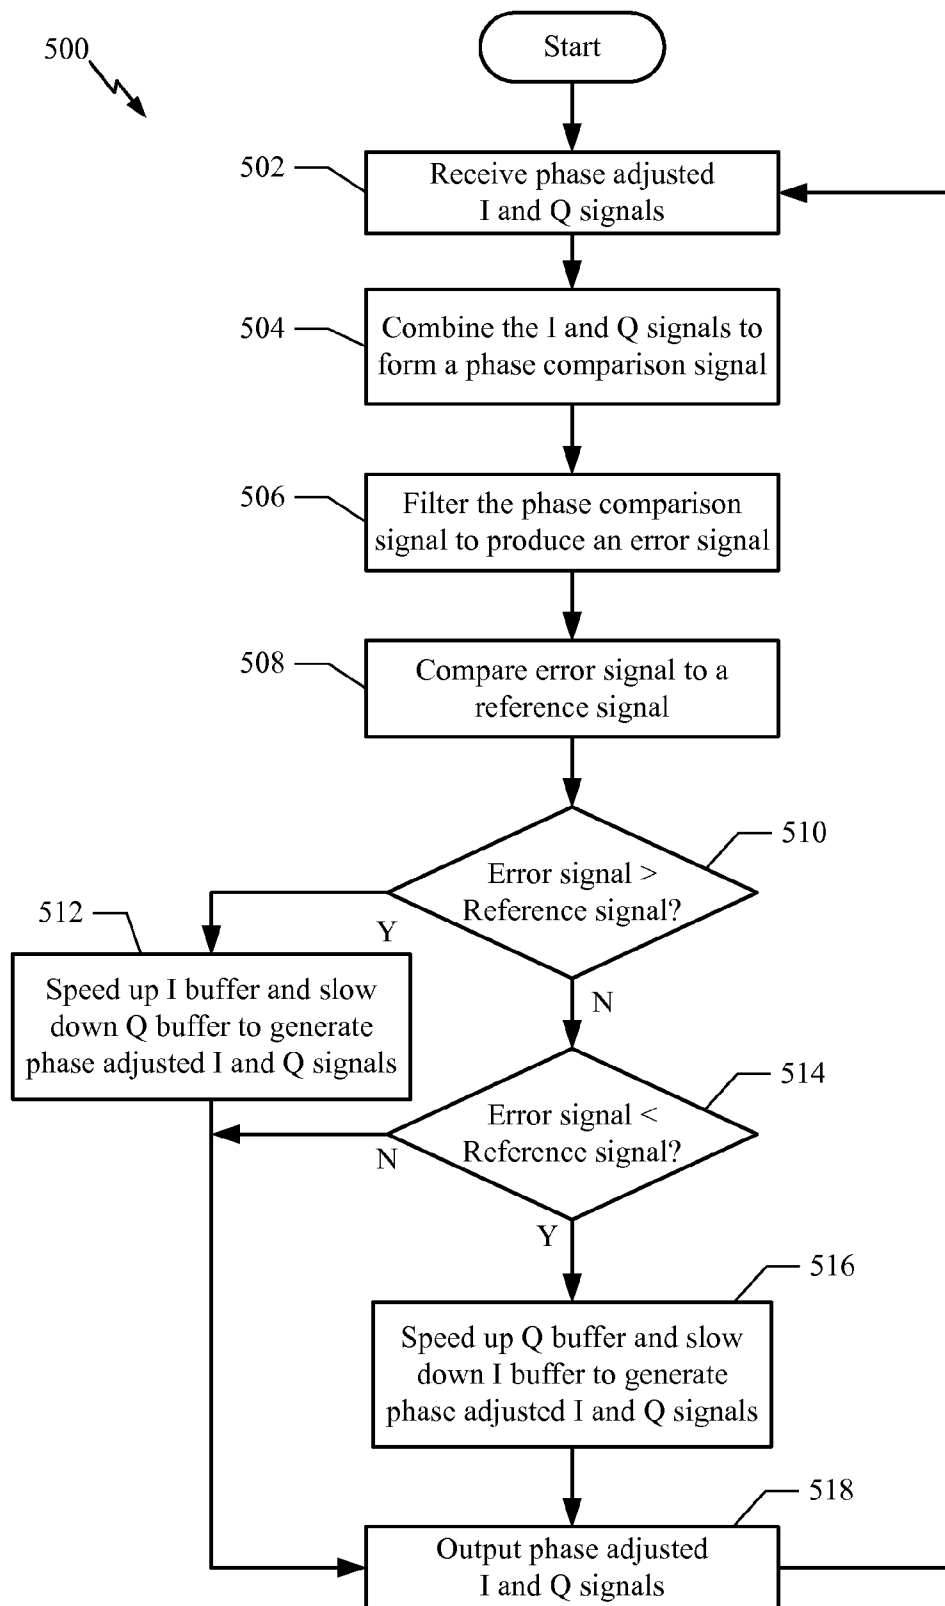 500
Start
502
Receive phase adjusted
I and Q signals
504
Combine the I and Q signals to
form a phase comparison signal
506
Filter the phase comparison
signal to produce an error signal
508
Compare error signal to a
reference signal
510
Error signal >
Reference signal?
Y
N
512
Speed up I buffer and slow
down Q buffer to generate
phase adjusted I and Q signals
514
Error signal <
Reference signal?
N
Y
516
Speed up Q buffer and slow
down I buffer to generate
phase adjusted I and Q signals
518
Output phase adjusted
I and Q signals